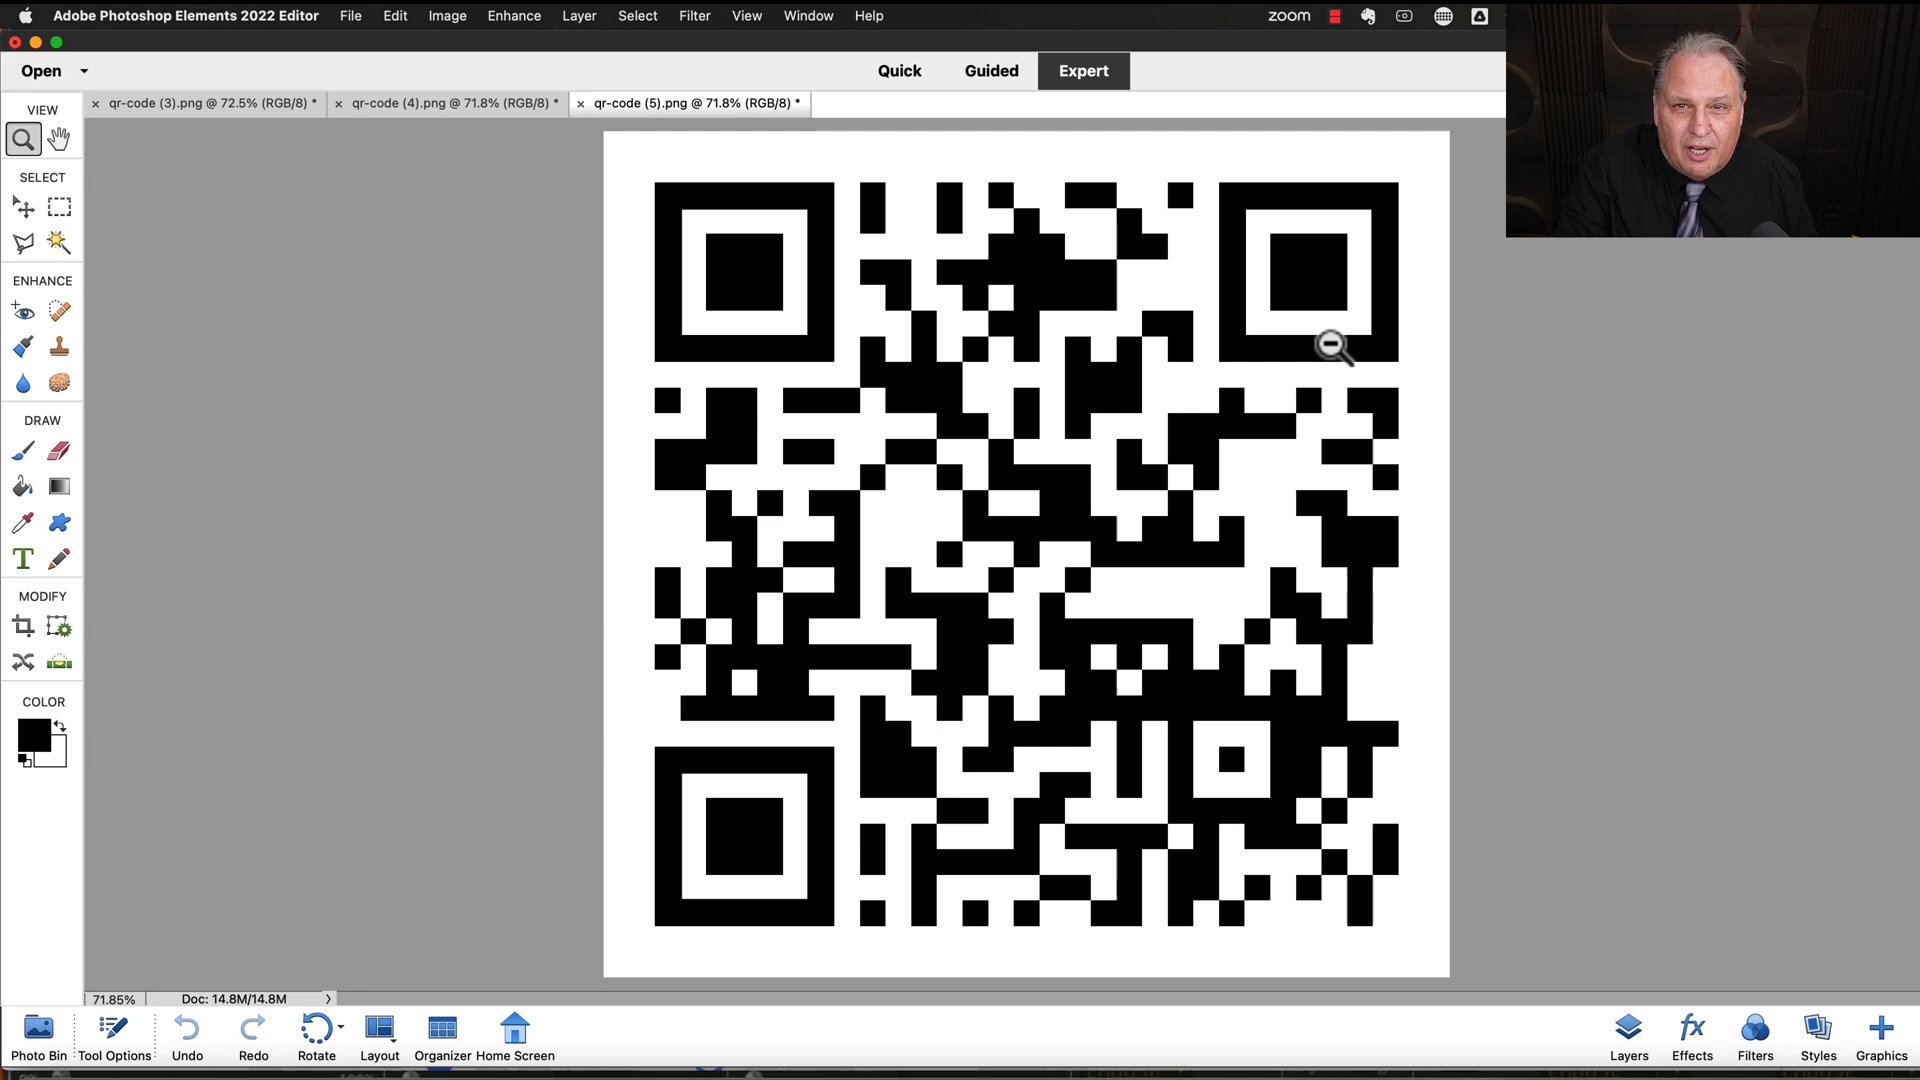 Adobe Photoshop Elements 2022 Editor File Edit Image Enhance Layer Select Filter View Window Help zoom
Open Quick Guided Expert
× qr-code (3).png @ 72.5% (RGB/8) * × qr-code (4).png @ 71.8% (RGB/8) * × qr-code (5).png @ 71.8% (RGB/8) *
VIEW
SELECT
ENHANCE
DRAW
T
MODIFY
COLOR
71.85% Doc: 14.8M/14.8M >
fx
Photo Bin Tool Options Undo Redo Rotate Layout Organizer Home Screen Layers Effects Filters Styles Graphics